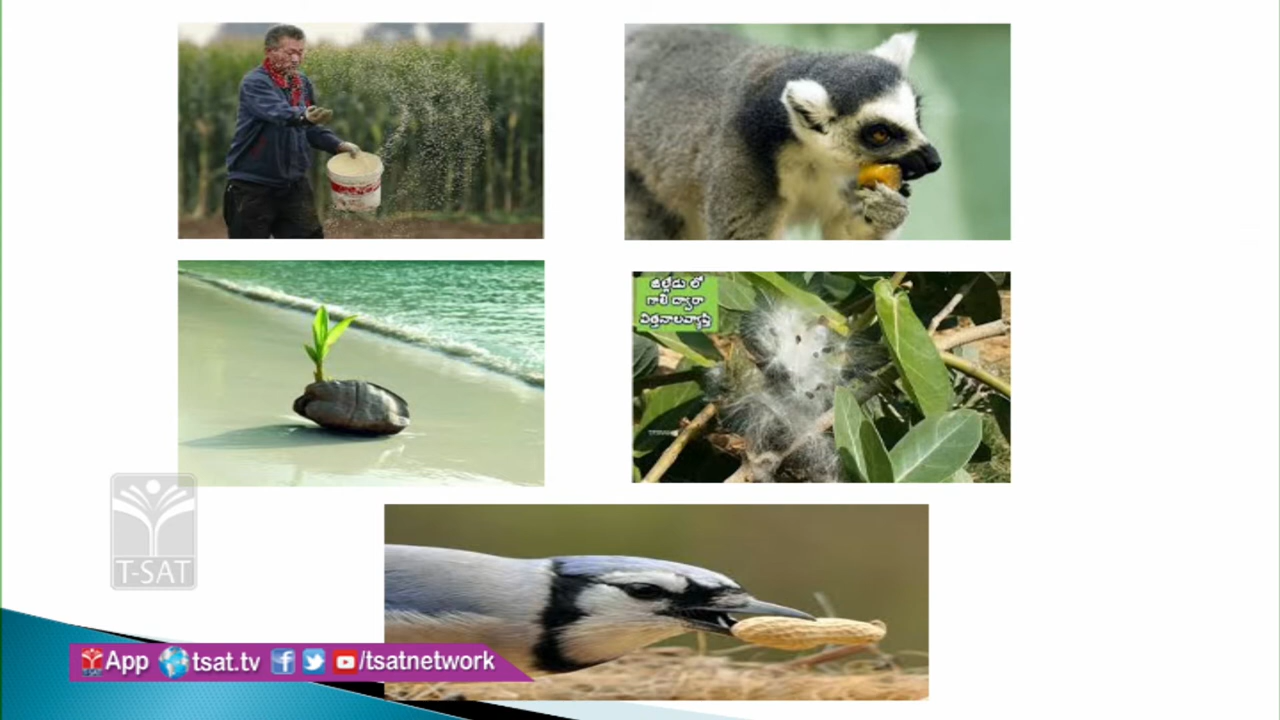 జిల్లేడు లో
గాలి ద్వారా
విత్తనాలవ్యాప్తి
T-SAT
App tsat.tv /tsatnetwork